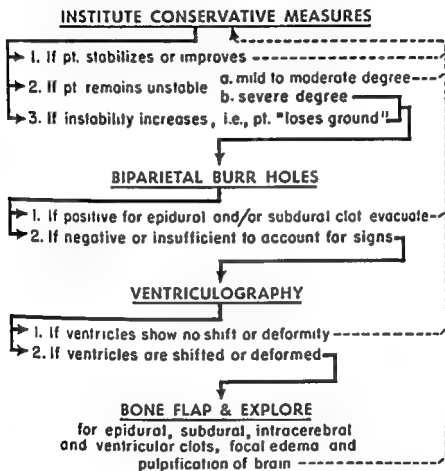 INSTITUTE CONSERVATIVE MEASURES
1. If pt. stabilizes or improves
2. If pt remains unstable a. mild to moderate degree
b. severe degree
3. If instability increases, i.e., pt. "loses ground"
BIPARIETAL BURR HOLES
1. If positive for epidural and/or subdural clot evacuate
2. If negative or insufficient to account for signs
VENTRICULOGRAPHY
1. If ventricles show no shift or deformity
2. If ventricles are shifted or deformed
BONE FLAP & EXPLORE
for epidural, subdural, intracerebral
and ventricular clots, focal edema and
pulpification of brain